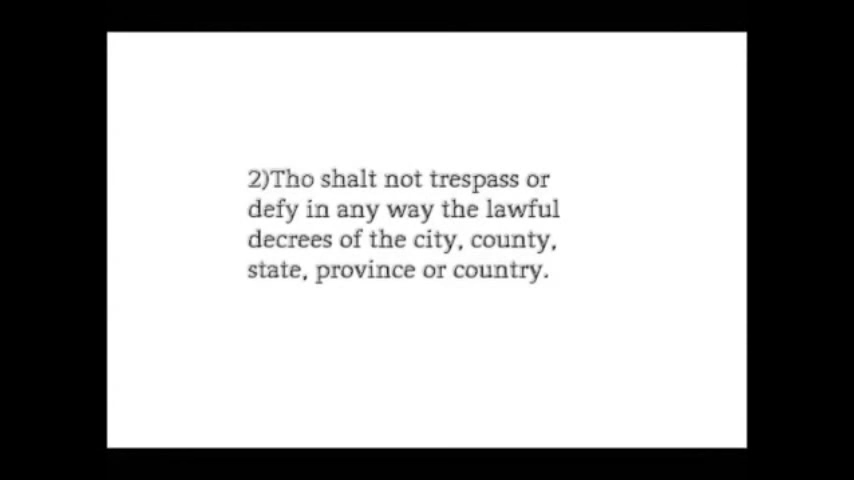 2)Tho shalt not trespass or
defy in any way the lawful
decrees of the city, county,
state, province or country.